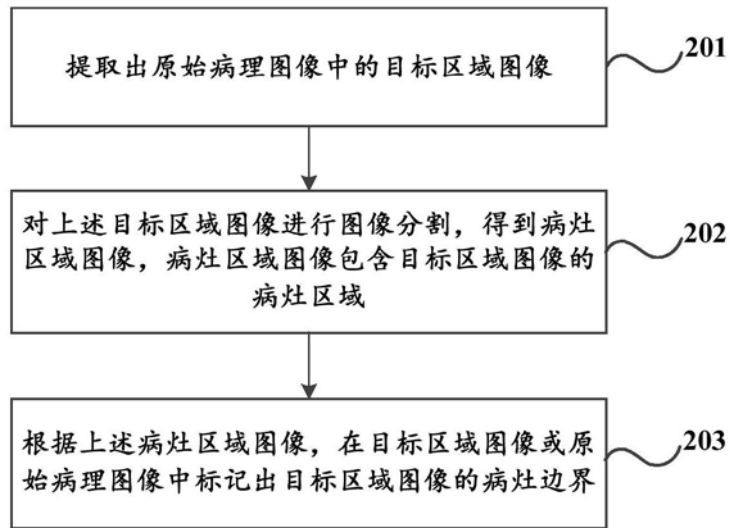 提取出原始病理图像中的目标区域图像
201
对上述目标区域图像进行图像分割，得到病灶
区域图像，病灶区域图像包含目标区域图像的
病灶区域
202
根据上述病灶区域图像，在目标区域图像或原
始病理图像中标记出目标区域图像的病灶边界
203